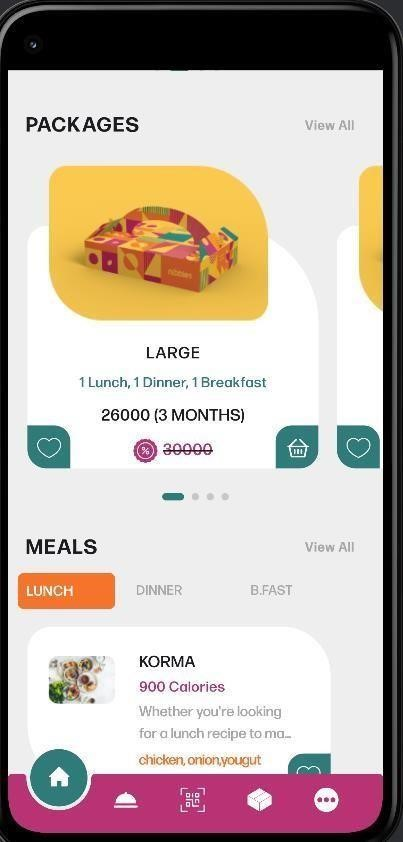 PACKAGES
View All
nibbles
LARGE
1 Lunch, 1 Dinner, 1 Breakfast
26000 (3 MONTHS)
30000
MEALS
View All
LUNCH
DINNER
B.FAST
KORMA
900 Calories
Whether you're looking
for a lunch recipe to ma...
chicken, onion,yougut